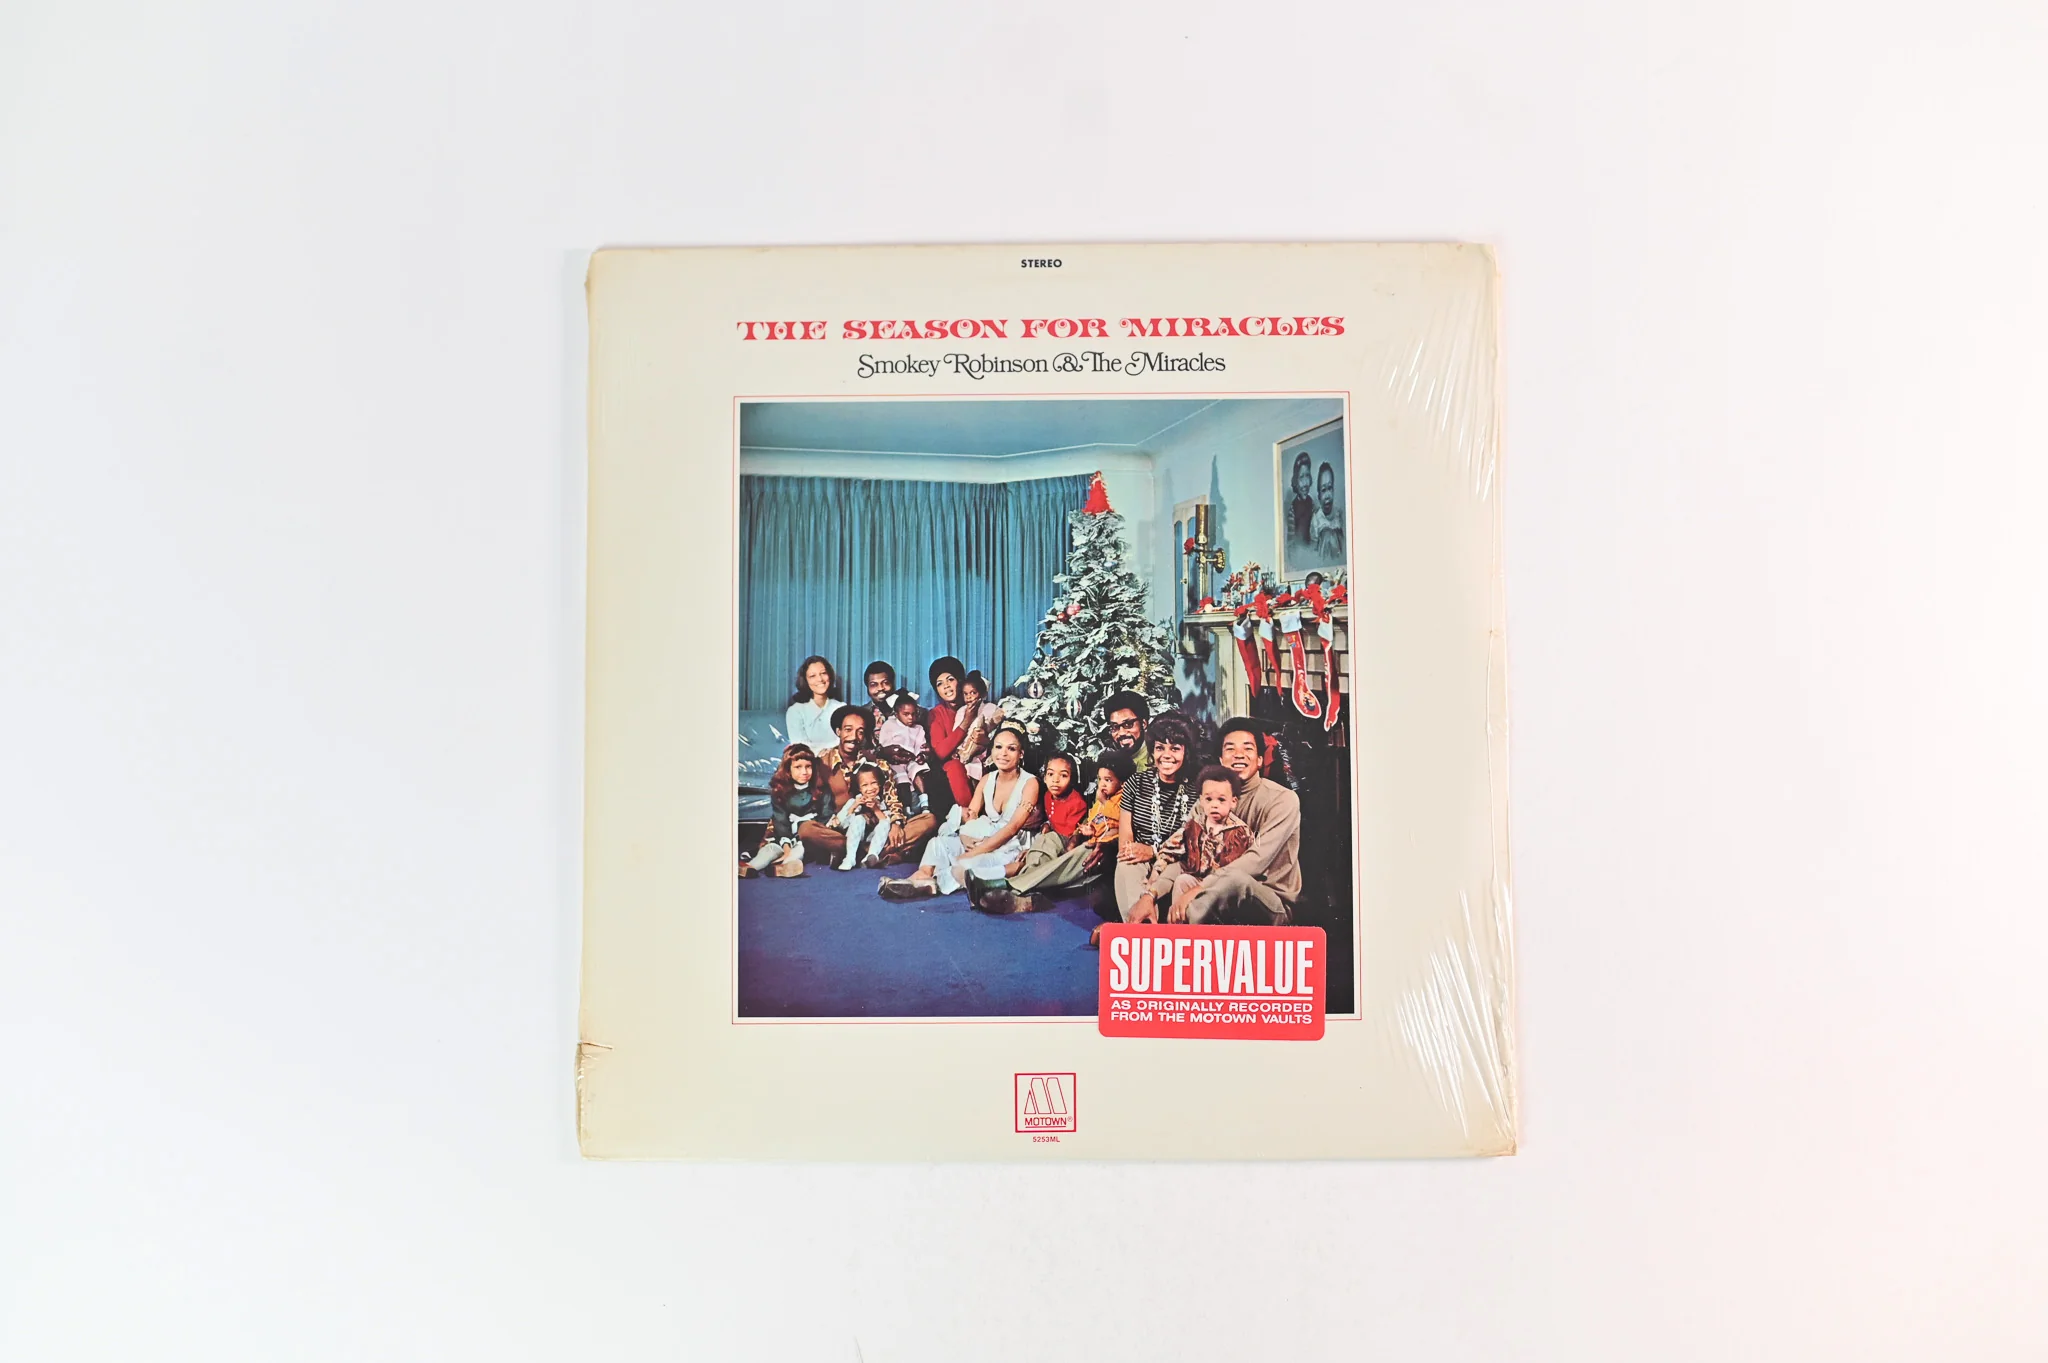 STEREO
THE SEASON FOR MIRACLES
Smokey Robinson & The Miracles
SUPERVALUE
AS ORIGINALLY RECORDED
FROM THE MOTOWN VAULTS
M
MOTOWN®
5253ML